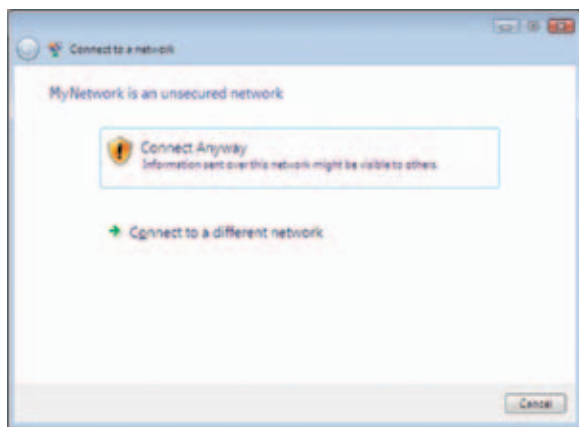 Connect to a network
MyNetwork is an unsecured network
Connect Anyway
Information sent over this network might be visible to others.
Connect to a different network
Cancel